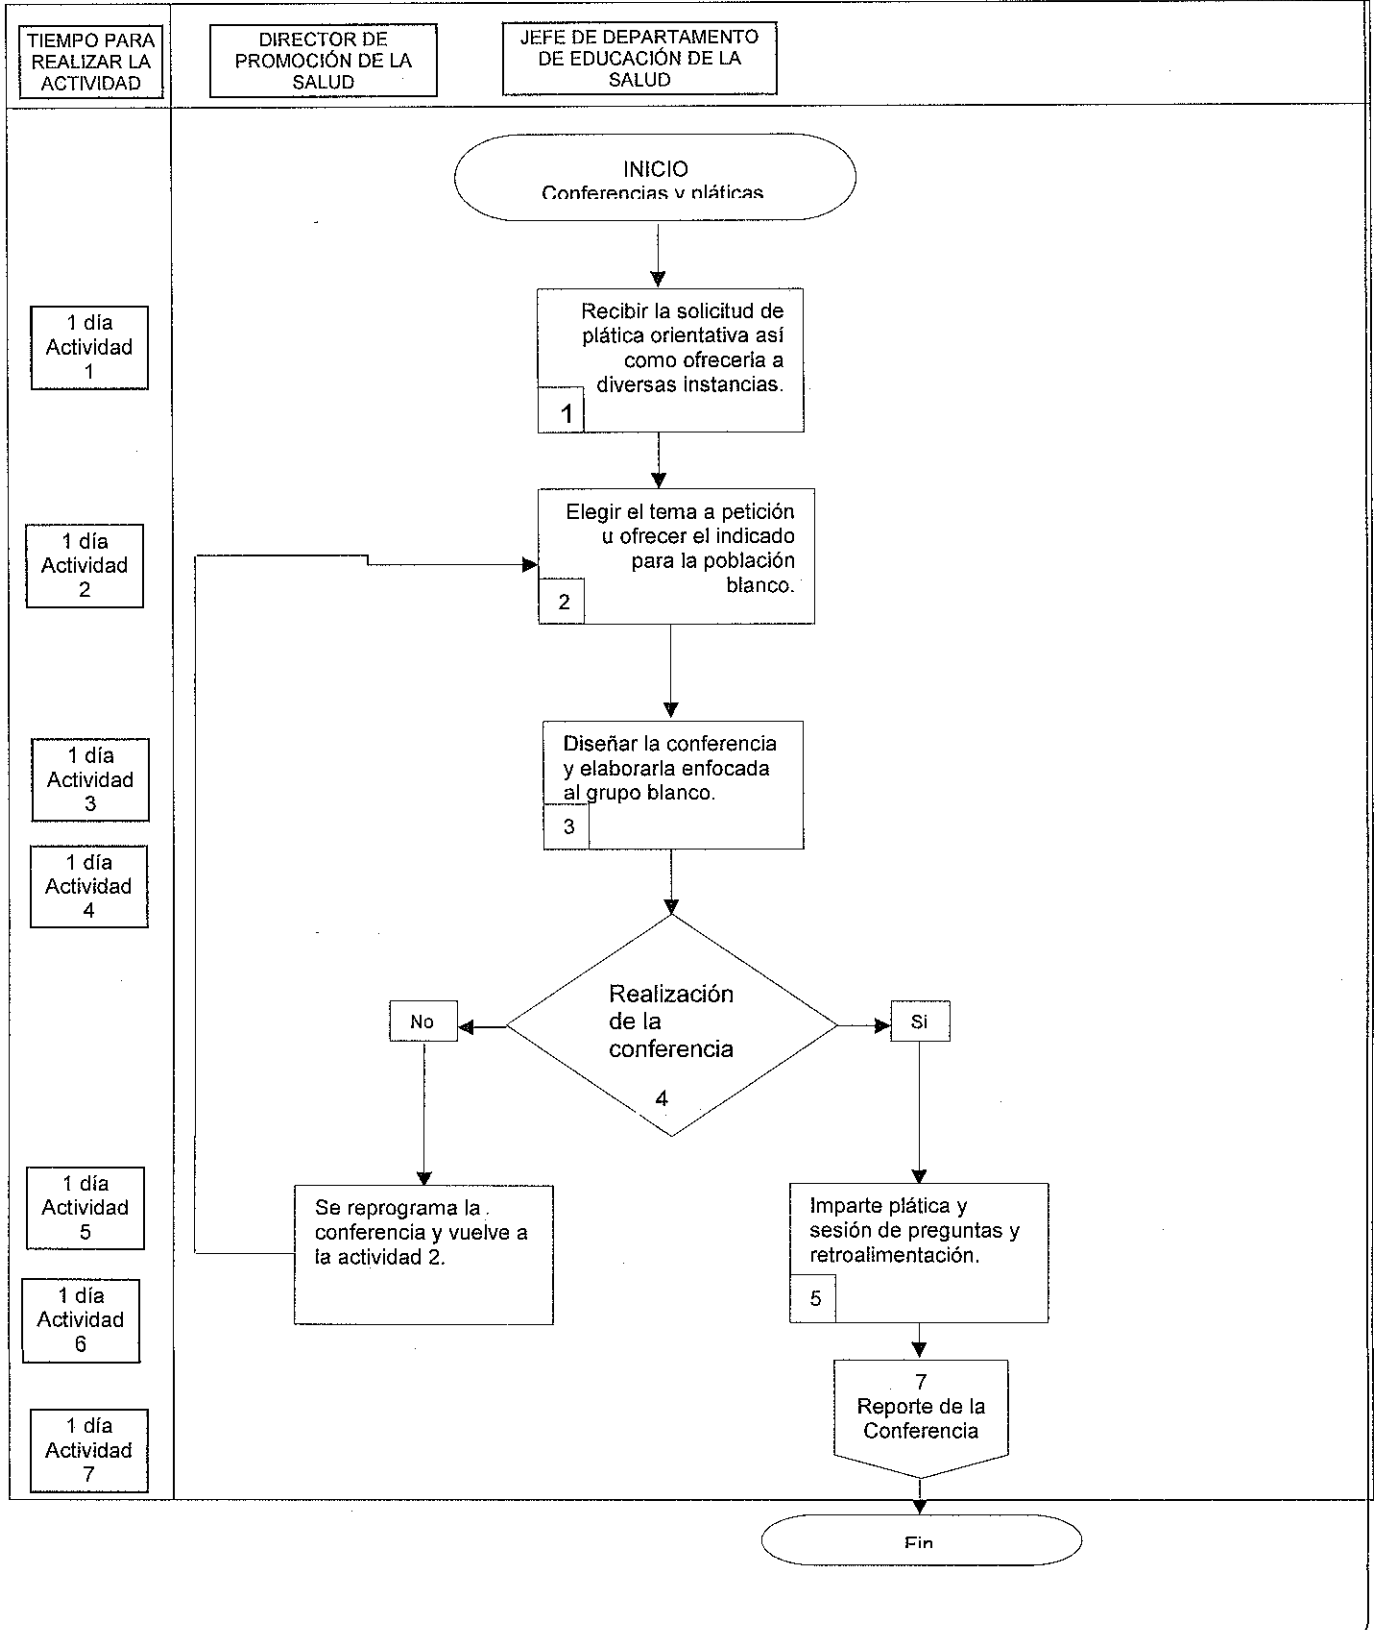 TIEMPO PARA
REALIZAR LA
ACTIVIDAD
DIRECTOR DE
PROMOCIÓN DE LA
SALUD
JEFE DE DEPARTAMENTO
DE EDUCACIÓN DE LA
SALUD
INICIO
Conferencias y pláticas
1 día
Actividad
1
Recibir la solicitud de
plática orientativa así
como ofrecerla a
diversas instancias.
1
1 día
Actividad
2
Elegir el tema a petición
u ofrecer el indicado
para la población
blanco.
2
1 día
Actividad
3
Diseñar la conferencia
y elaborarla enfocada
al grupo blanco.
3
1 día
Actividad
4
Realización
de la
conferencia
4
No
Si
1 día
Actividad
5
Se reprograma la
conferencia y vuelve a
la actividad 2.
Imparte plática y
sesión de preguntas y
retroalimentación.
5
1 día
Actividad
6
7
Reporte de la
Conferencia
1 día
Actividad
7
Fin